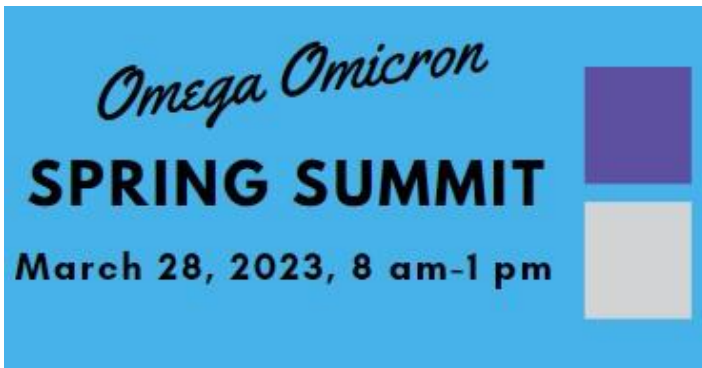 Omega Omicron
SPRING SUMMIT
March 28, 2023, 8 am-1 pm